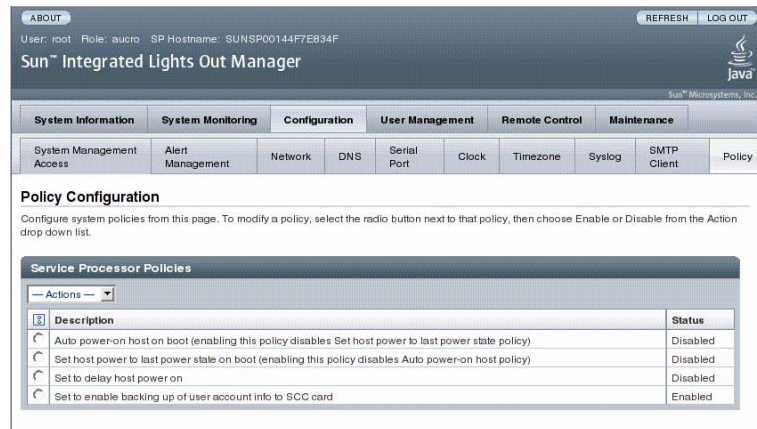 ABOUT
REFRESH LOG OUT
User: root Role: aucro SP Hostname: SUNSP00144F7E834F
Sun™ Integrated Lights Out Manager
Java™
Sun™ Microsystems, Inc.
System Information System Monitoring Configuration User Management Remote Control Maintenance
System Management Access Alert Management Network DNS Serial Port Clock Timezone Syslog SMTP Client Policy
Policy Configuration
Configure system policies from this page. To modify a policy, select the radio button next to that policy, then choose Enable or Disable from the Action
drop down list.
Service Processor Policies
— Actions —
Description Status
Auto power-on host on boot (enabling this policy disables Set host power to last power state policy) Disabled
Set host power to last power state on boot (enabling this policy disables Auto power-on host policy) Disabled
Set to delay host power on Disabled
Set to enable backing up of user account info to SCC card Enabled